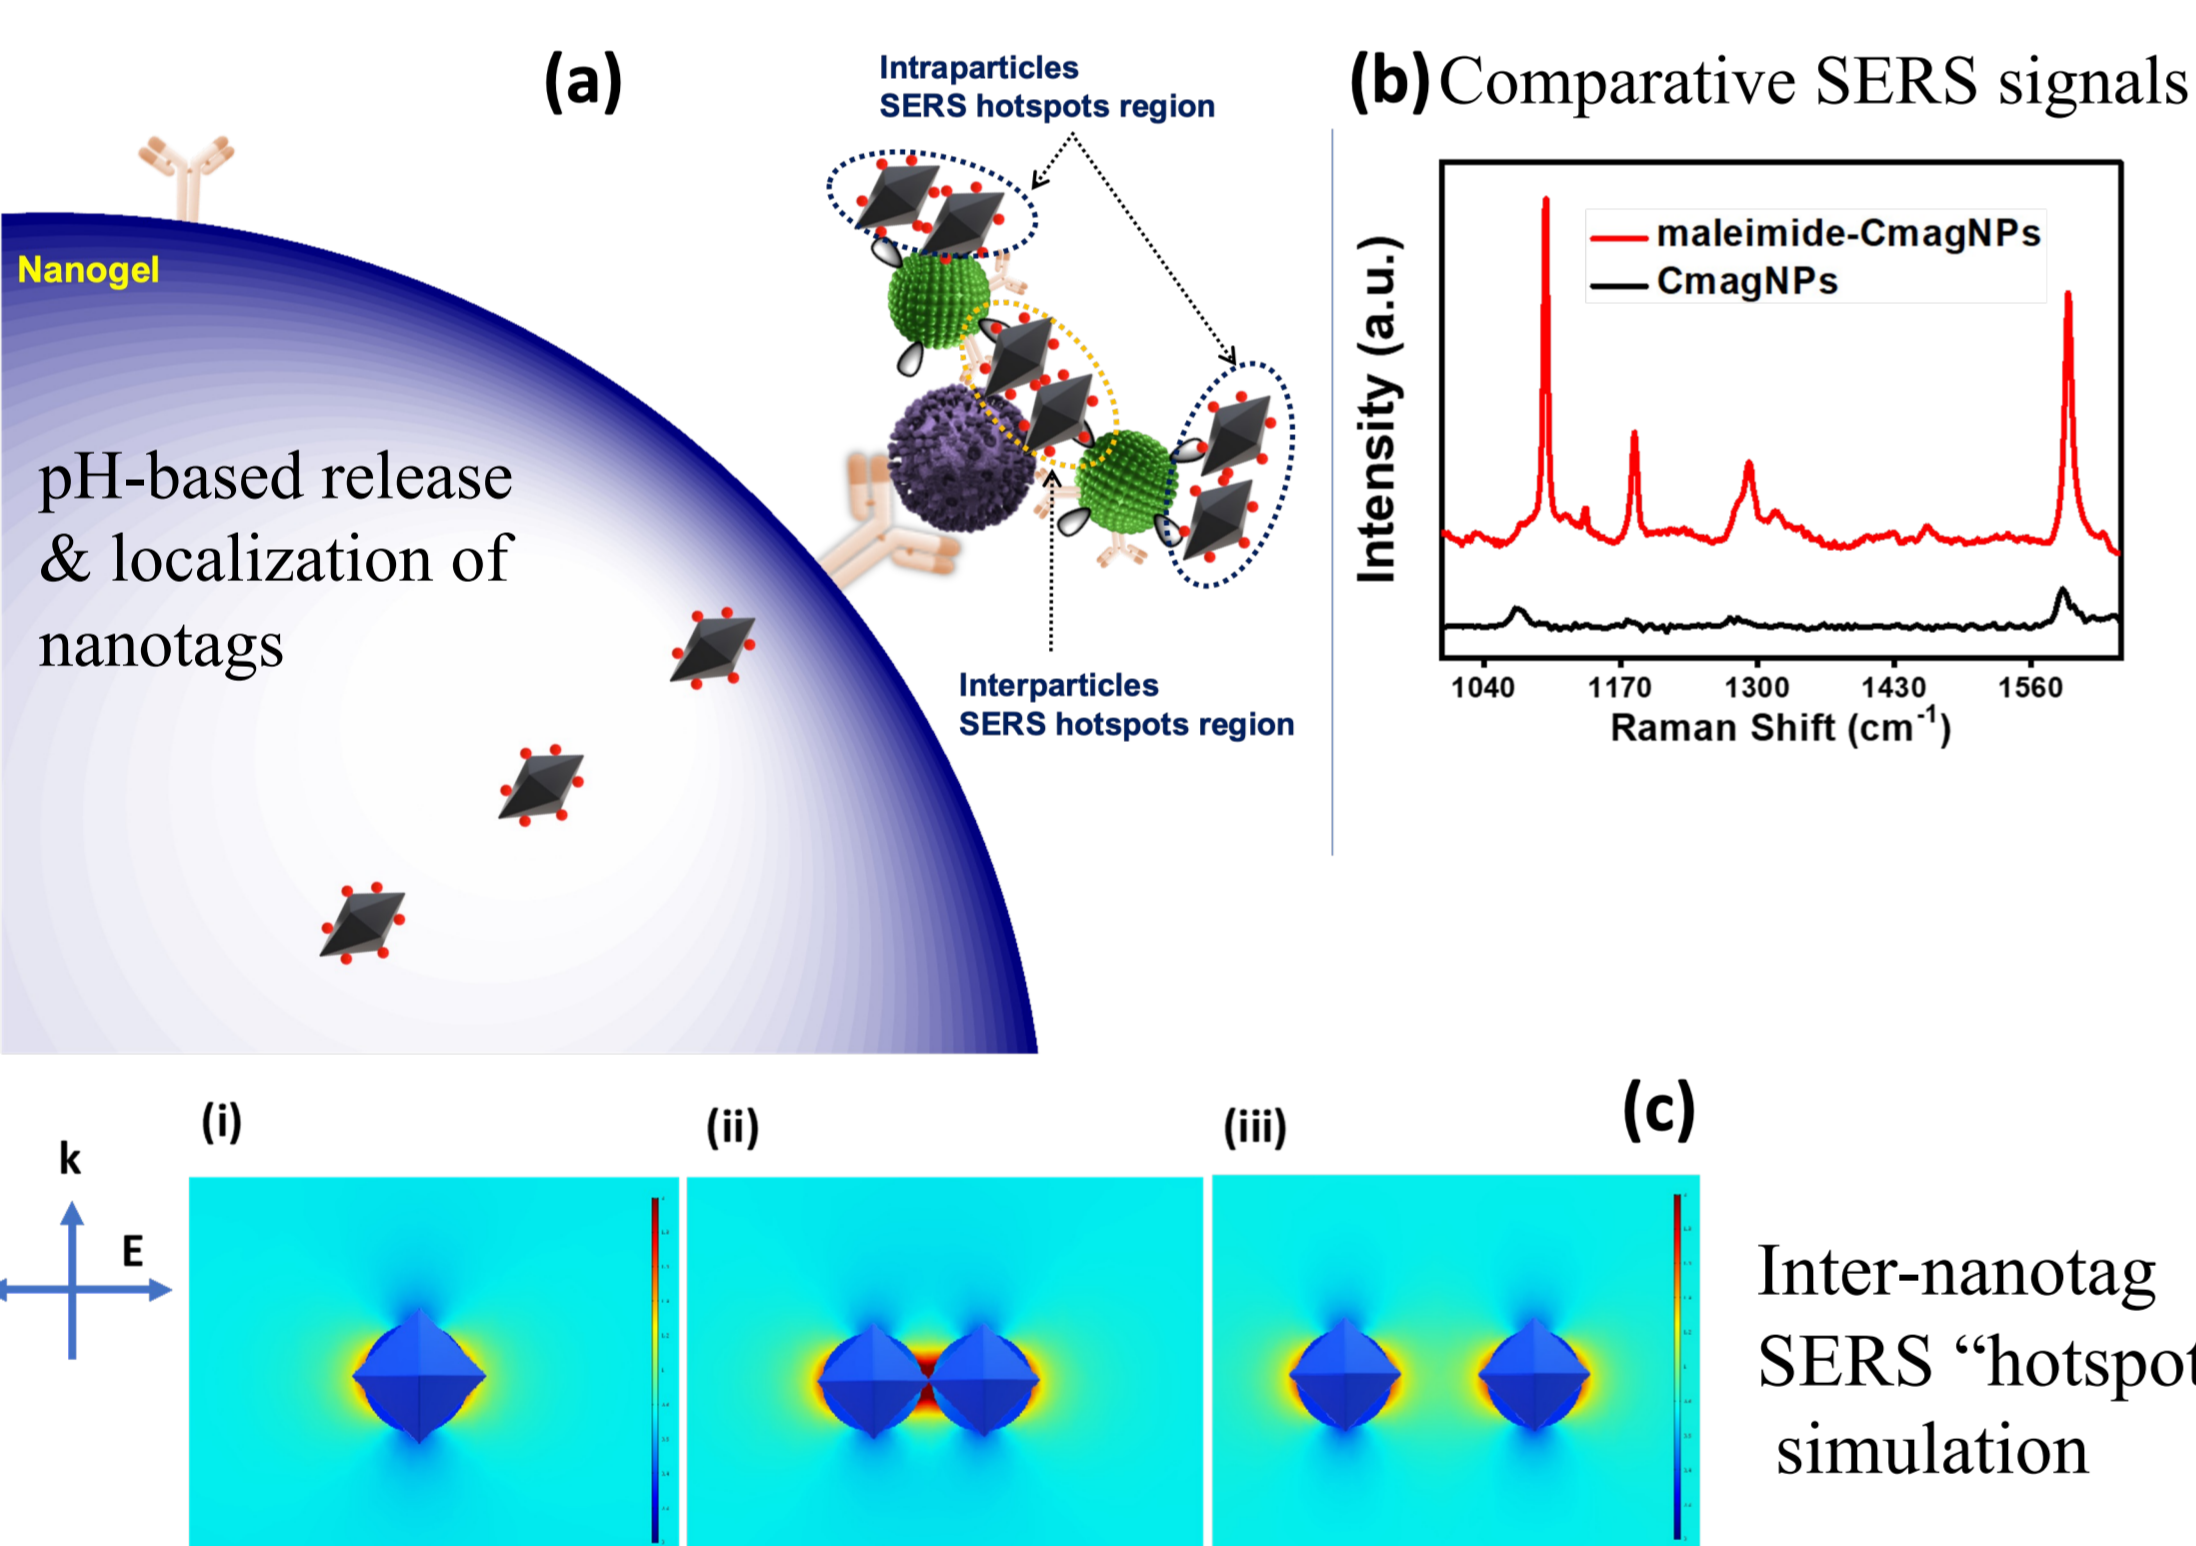 (a)
Intraparticles
SERS hotspots region
Nanogel
pH-based release
& localization of
nanotags
Interparticles
SERS hotspots region
(b) Comparative SERS signals
maleimide-CmagNPs
CmagNPs
Intensity (a.u.)
1040 1170 1300 1430 1560
Raman Shift (cm⁻¹)
(c)
(i)
(ii)
(iii)
k
E
Inter-nanotag
SERS “hotspot
simulation